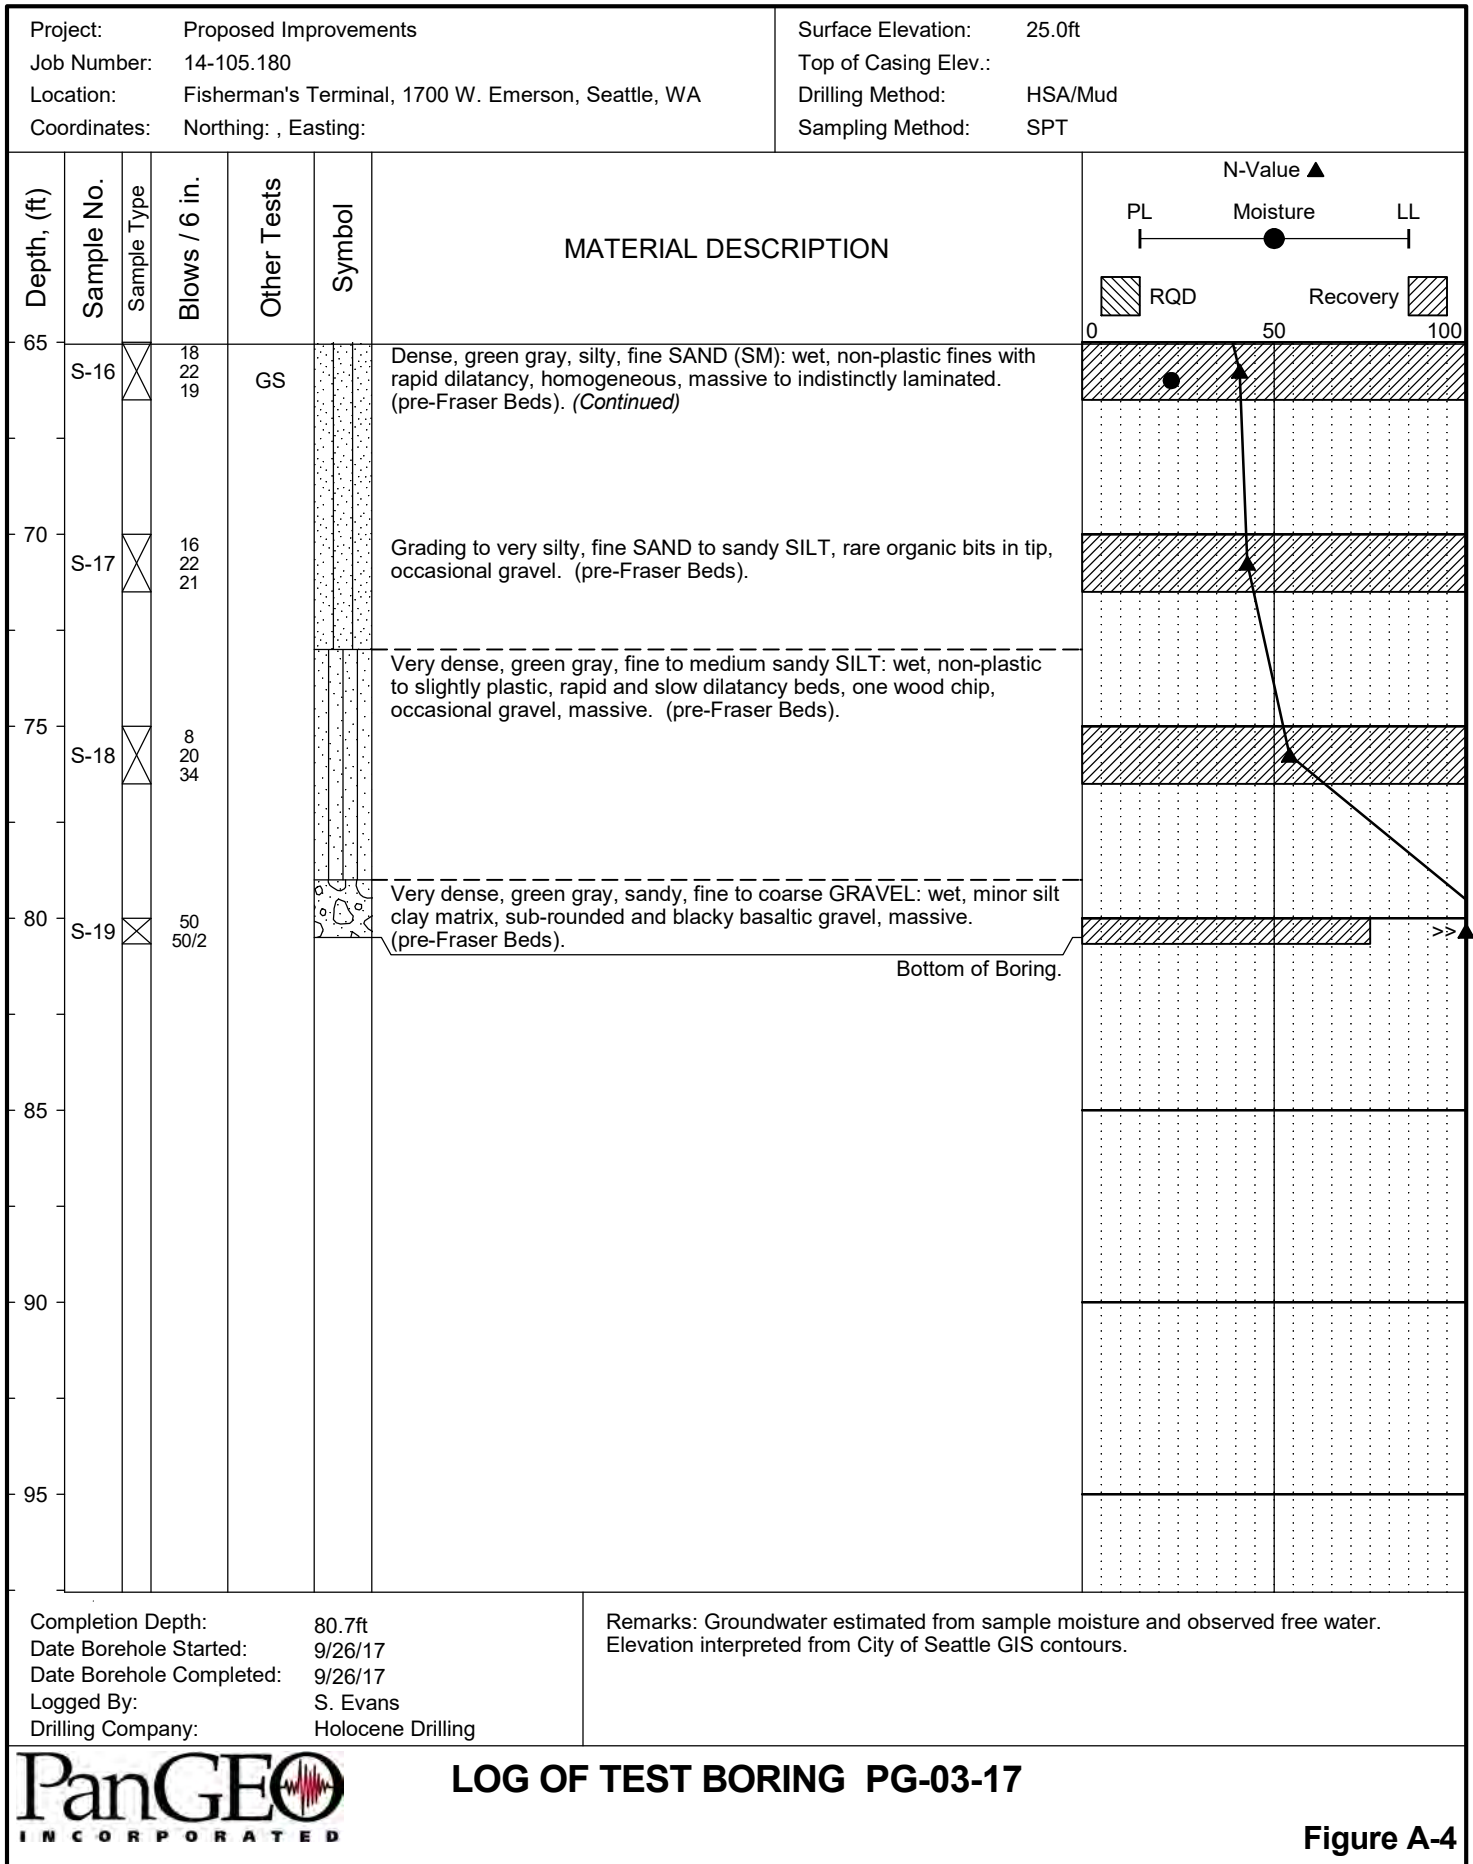 Project: Proposed Improvements
Job Number: 14-105.180
Location: Fisherman's Terminal, 1700 W. Emerson, Seattle, WA
Coordinates: Northing: , Easting:
Surface Elevation: 25.0ft
Top of Casing Elev.:
Drilling Method: HSA/Mud
Sampling Method: SPT
Depth, (ft)
Sample No.
Sample Type
Blows / 6 in.
Other Tests
Symbol
MATERIAL DESCRIPTION
N-Value ▲
PL Moisture LL
RQD Recovery
0 50 100
65
S-16
18
22
19
GS
Dense, green gray, silty, fine SAND (SM): wet, non-plastic fines with
rapid dilatancy, homogeneous, massive to indistinctly laminated.
(pre-Fraser Beds). (Continued)
70
S-17
16
22
21
Grading to very silty, fine SAND to sandy SILT, rare organic bits in tip,
occasional gravel. (pre-Fraser Beds).
Very dense, green gray, fine to medium sandy SILT: wet, non-plastic
to slightly plastic, rapid and slow dilatancy beds, one wood chip,
occasional gravel, massive. (pre-Fraser Beds).
75
S-18
8
20
34
Very dense, green gray, sandy, fine to coarse GRAVEL: wet, minor silt
clay matrix, sub-rounded and blacky basaltic gravel, massive.
(pre-Fraser Beds).
80
S-19
50
50/2
>>
Bottom of Boring.
85
90
95
Completion Depth: 80.7ft
Date Borehole Started: 9/26/17
Date Borehole Completed: 9/26/17
Logged By: S. Evans
Drilling Company: Holocene Drilling
Remarks: Groundwater estimated from sample moisture and observed free water.
Elevation interpreted from City of Seattle GIS contours.
PanGEO
INCORPORATED
LOG OF TEST BORING PG-03-17
Figure A-4